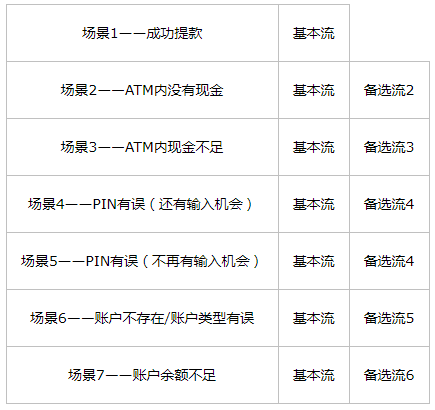 场景1——成功提款 基本流
场景2——ATM内没有现金 基本流 备选流2
场景3——ATM内现金不足 基本流 备选流3
场景4——PIN有误（还有输入机会） 基本流 备选流4
场景5——PIN有误（不再有输入机会） 基本流 备选流4
场景6——账户不存在/账户类型有误 基本流 备选流5
场景7——账户余额不足 基本流 备选流6